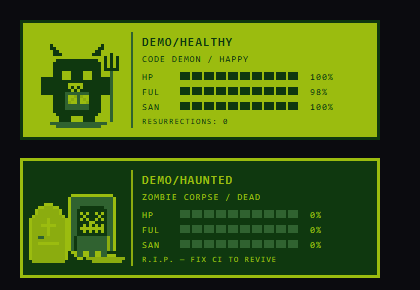 DEMO/HEALTHY
CODE DEMON / HAPPY
HP 100%
FUL 98%
SAN 100%
RESURRECTIONS: 0
DEMO/HAUNTED
ZOMBIE CORPSE / DEAD
HP 0%
FUL 0%
SAN 0%
R.I.P. — FIX CI TO REVIVE